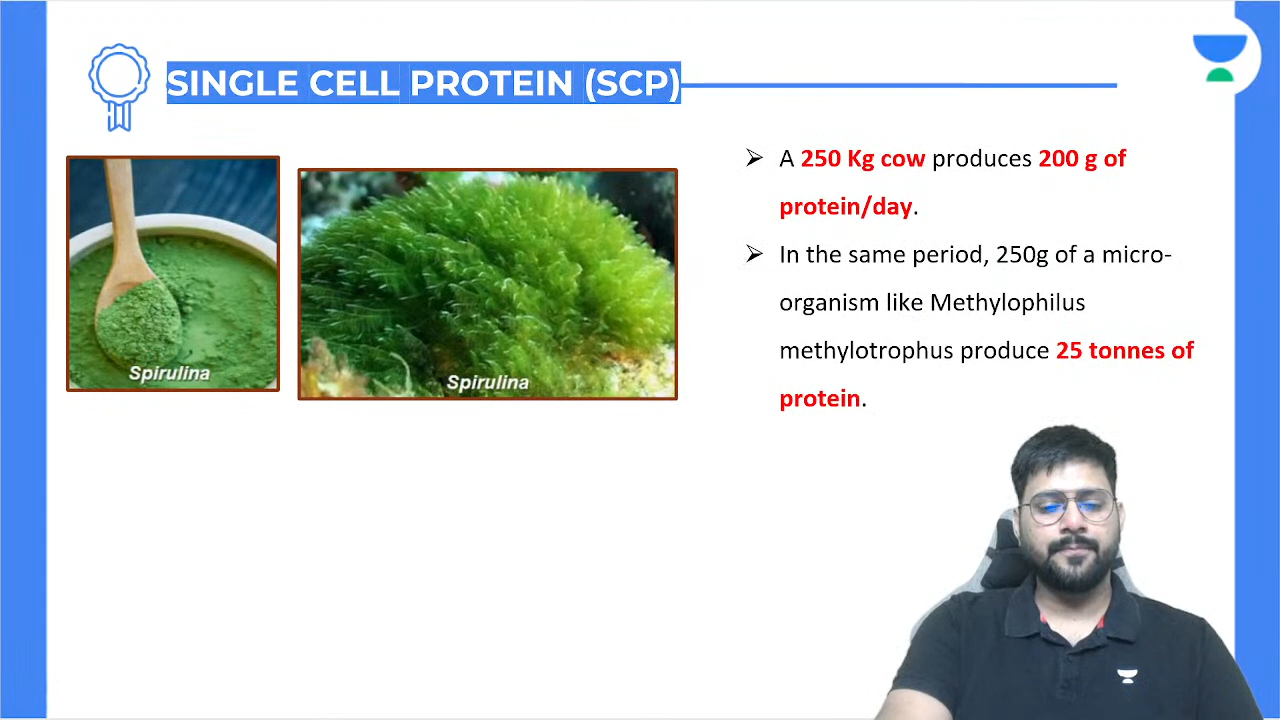 SINGLE CELL PROTEIN (SCP)
Spirulina
Spirulina
➢ A 250 Kg cow produces 200 g of
protein/day.
➢ In the same period, 250g of a micro-
organism like Methylophilus
methylotrophus produce 25 tonnes of
protein.